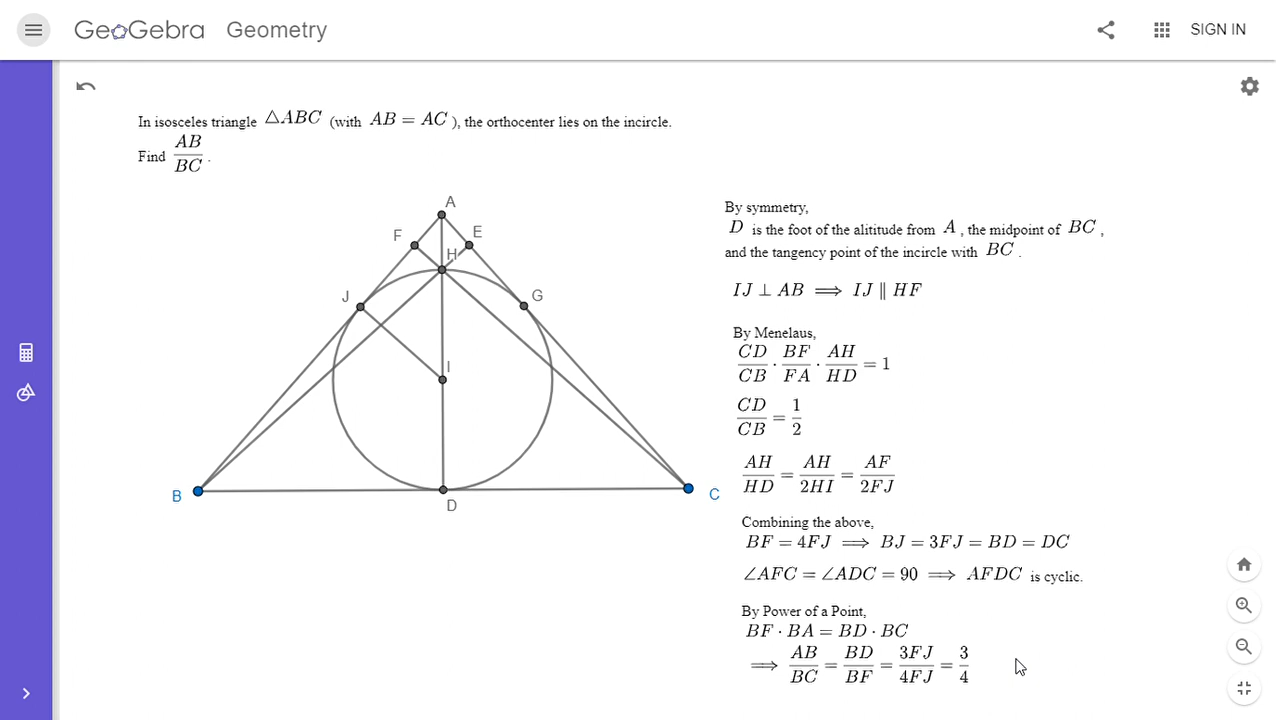 GeoGebra Geometry SIGN IN
In isosceles triangle △ABC (with AB = AC), the orthocenter lies on the incircle.
Find AB/BC.
A
F E
H
J G
I
B D C
By symmetry,
D is the foot of the alititude from A, the midpoint of BC,
and the tangency point of the incircle with BC.
IJ ⊥ AB ⟹ IJ ∥ HF
By Menelaus,
CD/CB · BF/FA · AH/HD = 1
CD/CB = 1/2
AH/HD = AH/2HI = AF/2FJ
Combining the above,
BF = 4FJ ⟹ BJ = 3FJ = BD = DC
∠AFC = ∠ADC = 90 ⟹ AFDC is cyclic.
By Power of a Point,
BF · BA = BD · BC
⟹ AB/BC = BD/BF = 3FJ/4FJ = 3/4